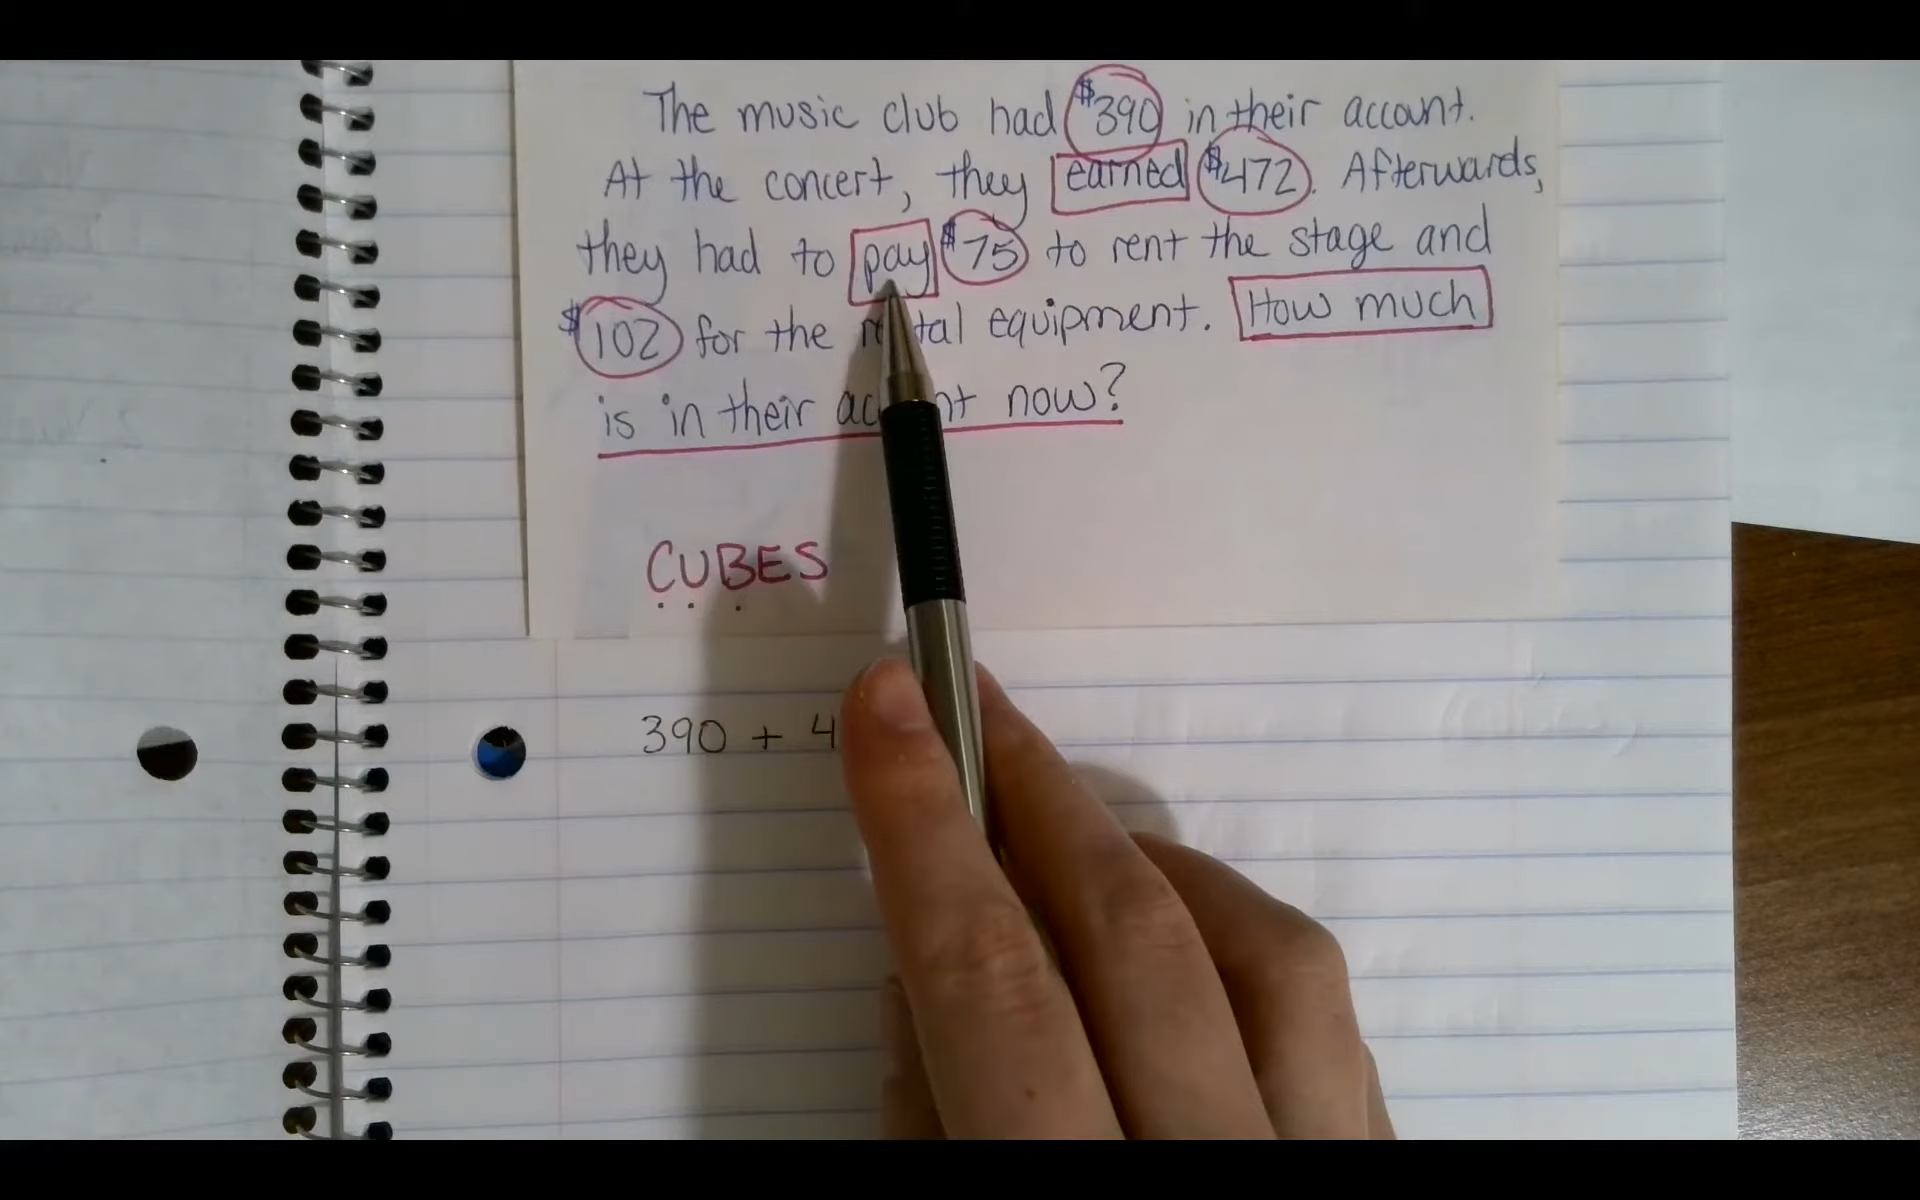 The music club had $390 in their account.
At the concert, they earned $472. Afterwards,
they had to pay $75 to rent the stage and
$102 for the equipment. How much
is in their now?
CUBES
390 + 4